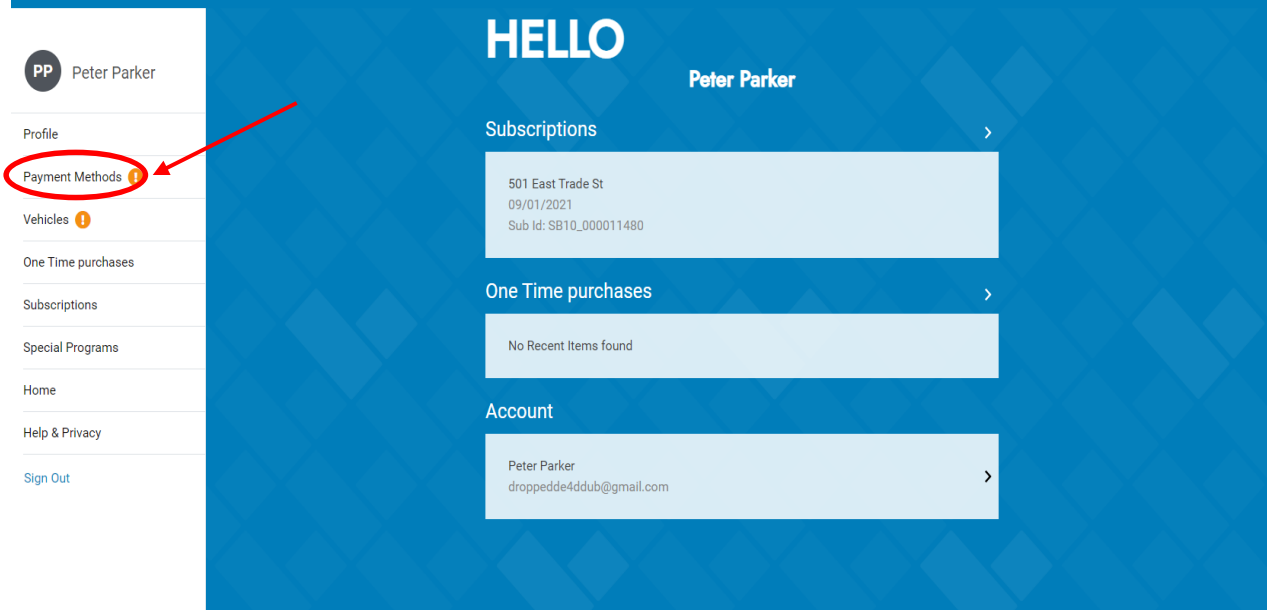 PP
Peter Parker
Profile
Payment Methods !
Vehicles !
One Time purchases
Subscriptions
Special Programs
Home
Help & Privacy
Sign Out
HELLO
Peter Parker
Subscriptions
501 East Trade St
09/01/2021
Sub Id: SB10_000011480
One Time purchases
No Recent Items found
Account
Peter Parker
droppedde4ddub@gmail.com